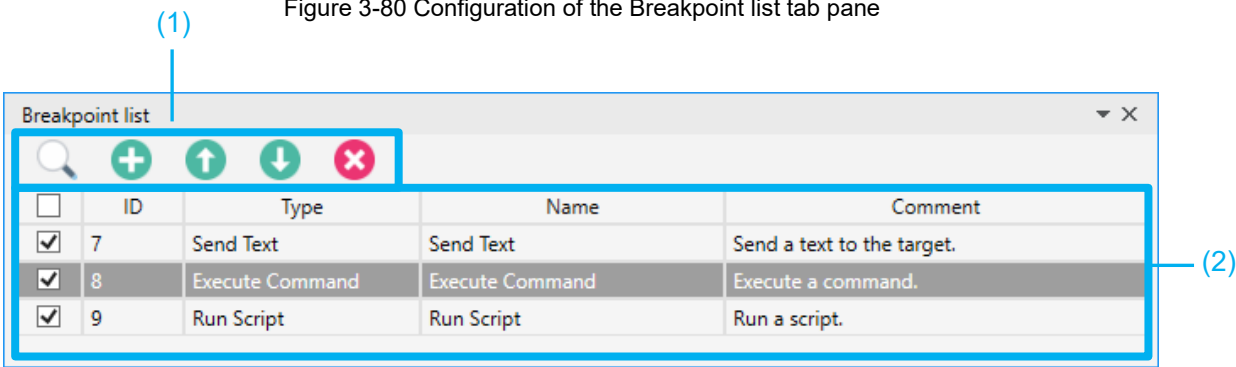 Figure 3-80 Configuration of the Breakpoint list tab pane
(1)
Breakpoint list
ID Type Name Comment
7 Send Text Send Text Send a text to the target.
8 Execute Command Execute Command Execute a command.
(2)
9 Run Script Run Script Run a script.